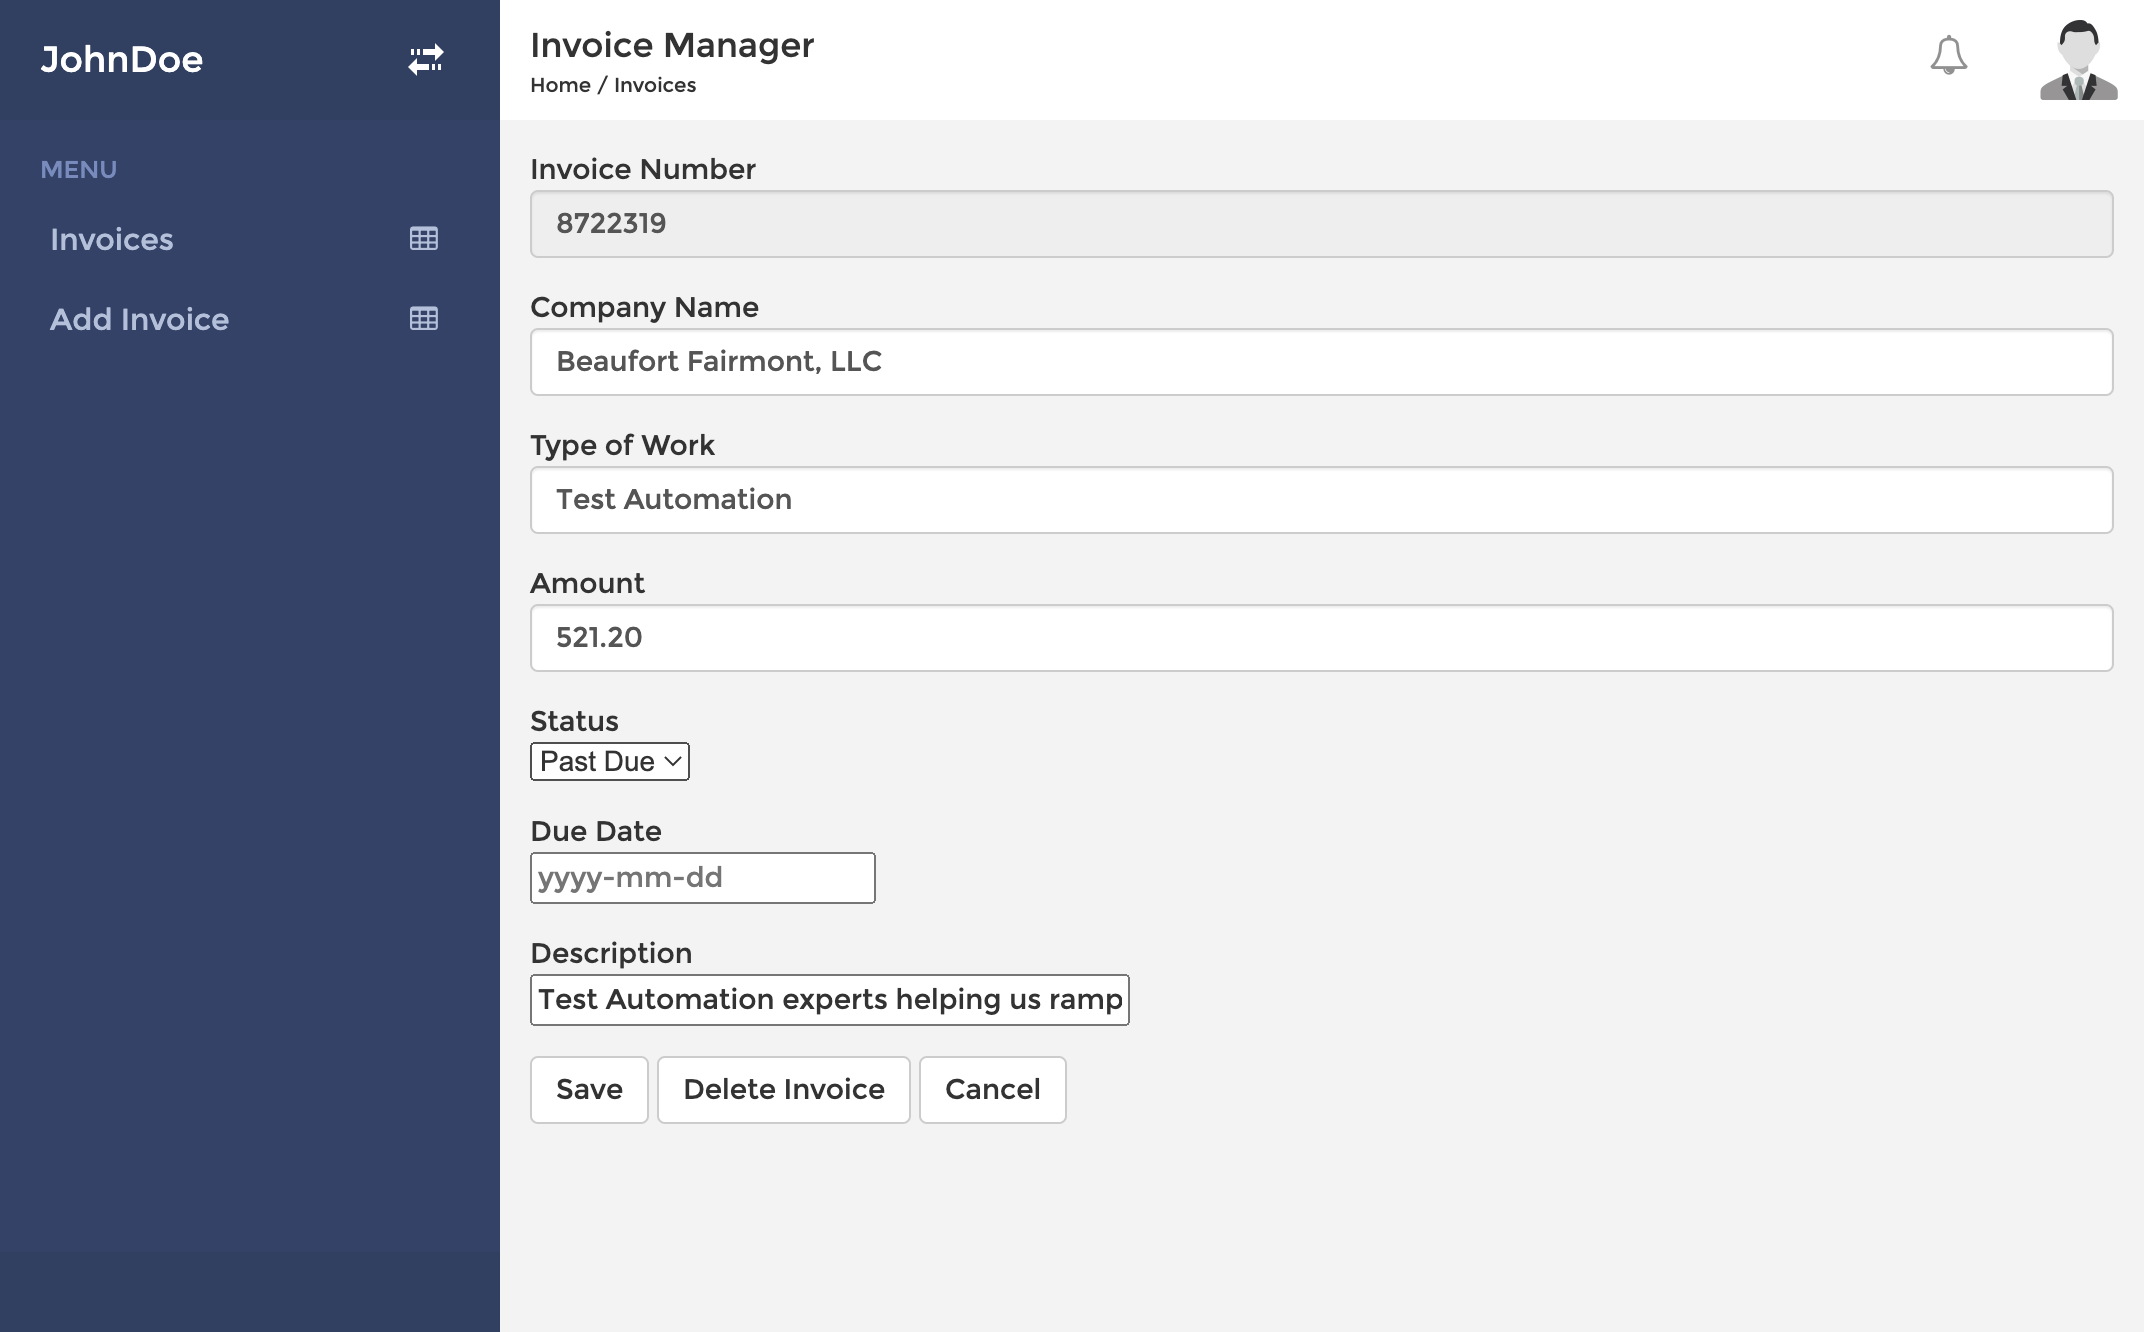 JohnDoe
MENU
Invoices
Add Invoice
Invoice Manager
Home / Invoices
Invoice Number
8722319
Company Name
Beaufort Fairmont, LLC
Type of Work
Test Automation
Amount
521.20
Status
Past Due
Due Date
yyyy-mm-dd
Description
Test Automation experts helping us ramp
Save Delete Invoice Cancel